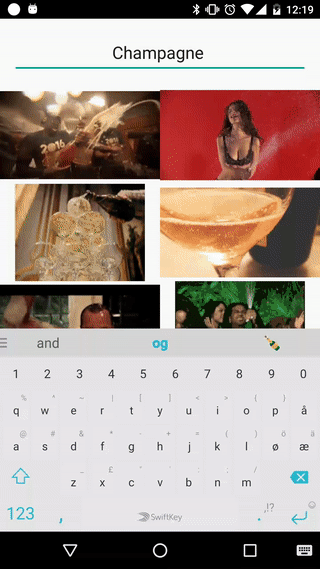 12:19
Champagne
2016
and og
1 2 3 4 5 6 7 8 9 0
% ^ ~ | [ ] < > { }
q w e r t y u i o p å
@ # & * - + = ( ) ö ä
a s d f g h j k l ø æ
_ £ " ' : ; /
z x c v b n m
123 , SwiftKey . ,!?